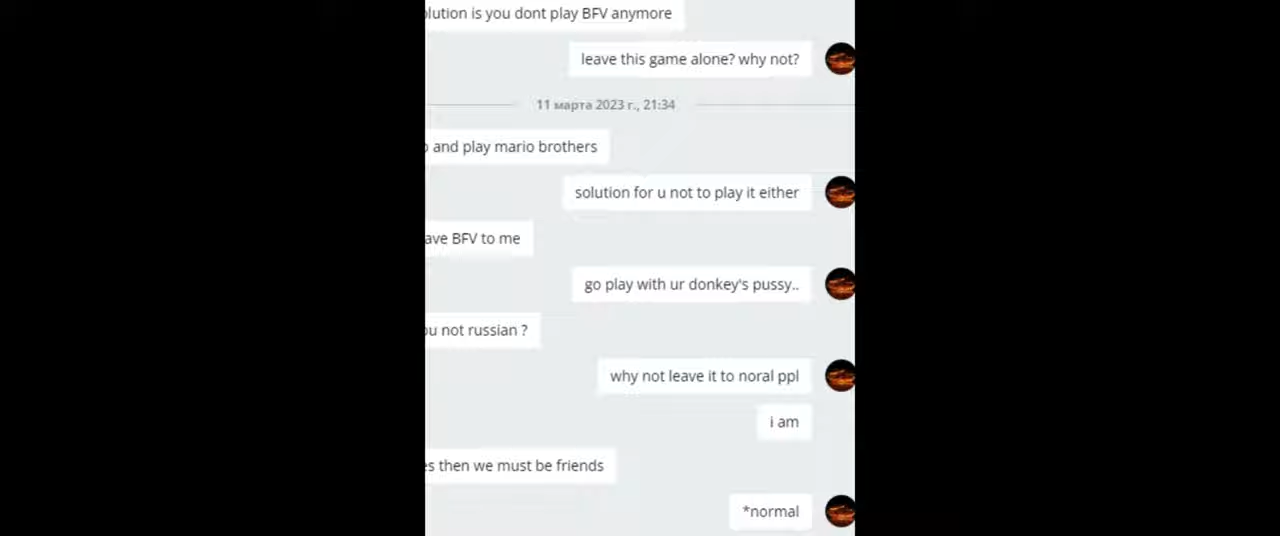 is you dont play BFV anymore
leave this game alone? why not?
11 марта 2023 г., 21:34
and play mario brothers
solution for u not to play it either
BFV to me
go play with ur donkey's pussy..
not russian ?
why not leave it to noral ppl
i am
then we must be friends
*normal